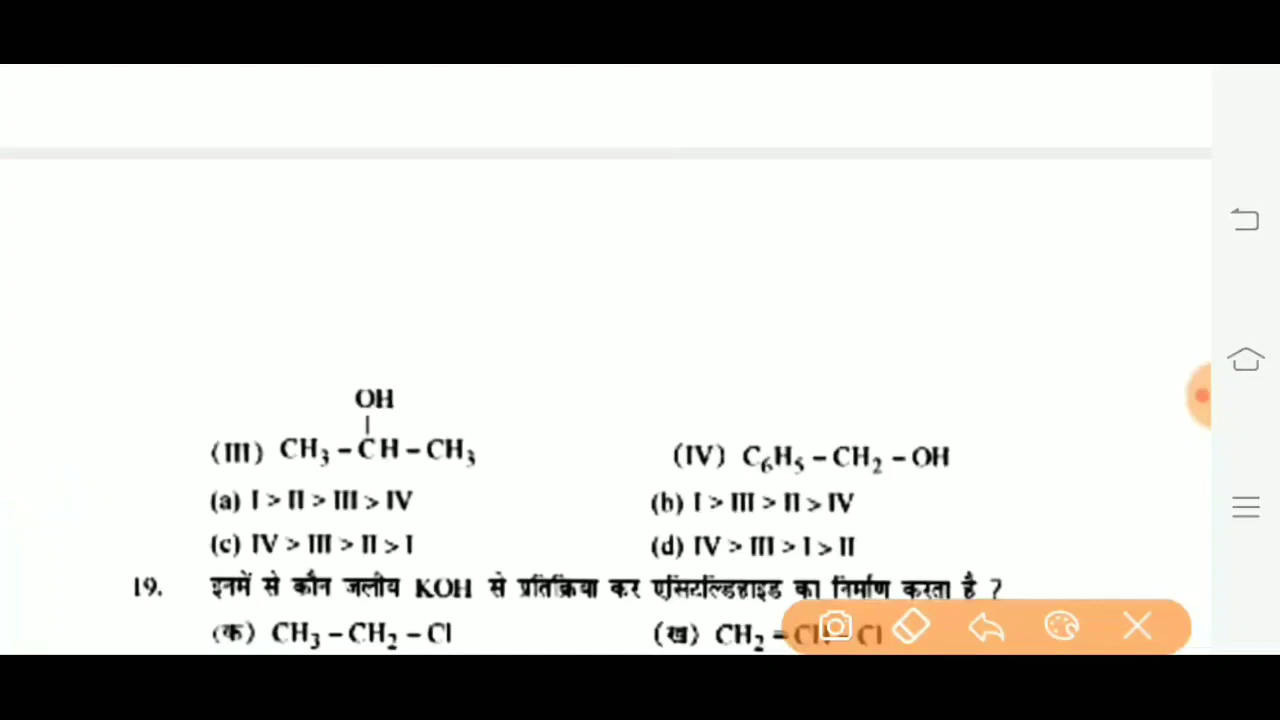 OH
|
(III) CH₃ – CH – CH₃ (IV) C₆H₅ – CH₂ – OH
(a) I > II > III > IV (b) I > III > II > IV
(c) IV > III > II > I (d) IV > III > I > II
19. इनमें से कौन जलीय KOH से प्रतिक्रिया कर एसिटल्डिहाइड का निर्माण करता है ?
(क) CH₃ – CH₂ – Cl (ख) CH₂ =